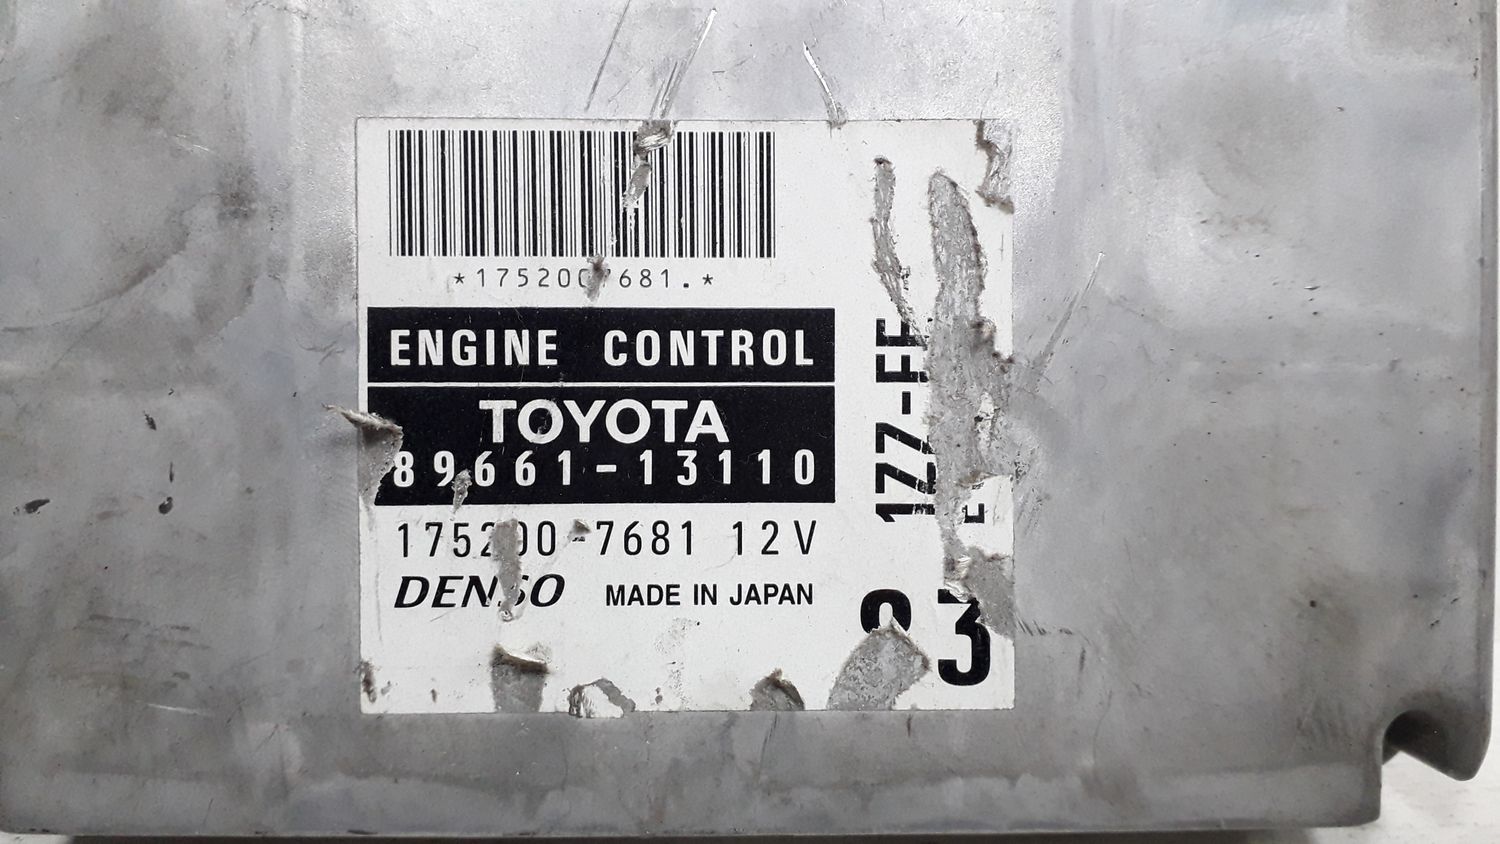 *1752007681.*
ENGINE CONTROL
TOYOTA
89661-13110
175200-7681 12V
DENSO MADE IN JAPAN
1ZZ-FE